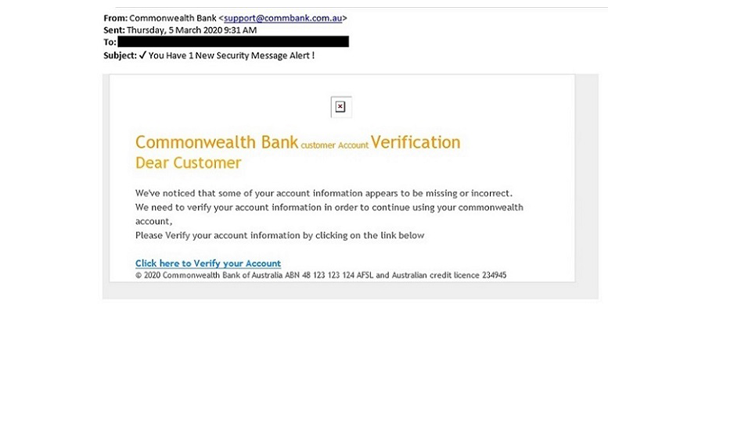 From: Commonwealth Bank <support@commbank.com.au>
Sent: Thursday, 5 March 2020 9:31 AM
To:
Subject: ✓ You Have 1 New Security Message Alert !
Commonwealth Bank customer Account Verification
Dear Customer
We've noticed that some of your account information appears to be missing or incorrect.
We need to verify your account information in order to continue using your commonwealth
account,
Please Verify your account information by clicking on the link below
Click here to Verify your Account
© 2020 Commonwealth Bank of Australia ABN 48 123 123 124 AFSL and Australian credit licence 234945